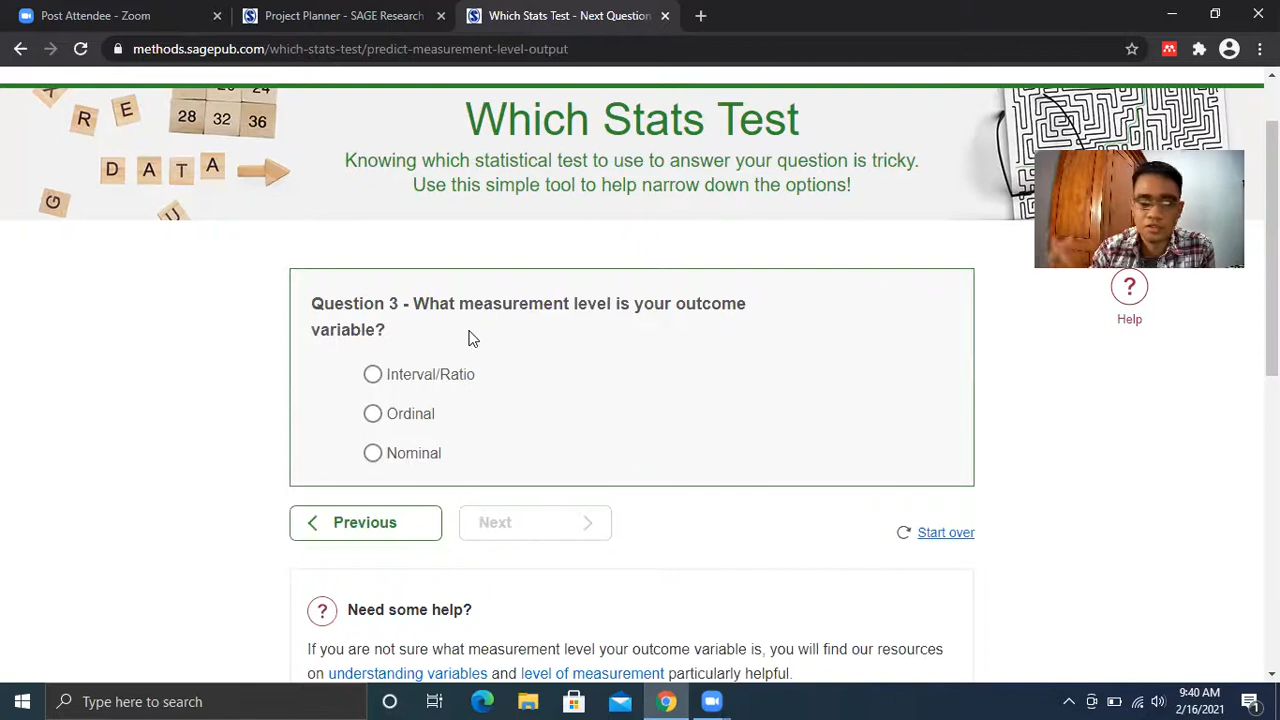 Post Attendee - Zoom
Project Planner - SAGE Research
Which Stats Test - Next Question
methods.sagepub.com/which-stats-test/predict-measurement-level-output
R
E
24
28 32 36
D A T A
G
U
Which Stats Test
Knowing which statistical test to use to answer your question is tricky.
Use this simple tool to help narrow down the options!
Question 3 - What measurement level is your outcome
variable?
Interval/Ratio
Ordinal
Nominal
? 
Help
Previous
Next
Start over
? Need some help?
If you are not sure what measurement level your outcome variable is, you will find our resources
on understanding variables and level of measurement particularly helpful.
Type here to search
9:40 AM
2/16/2021
1